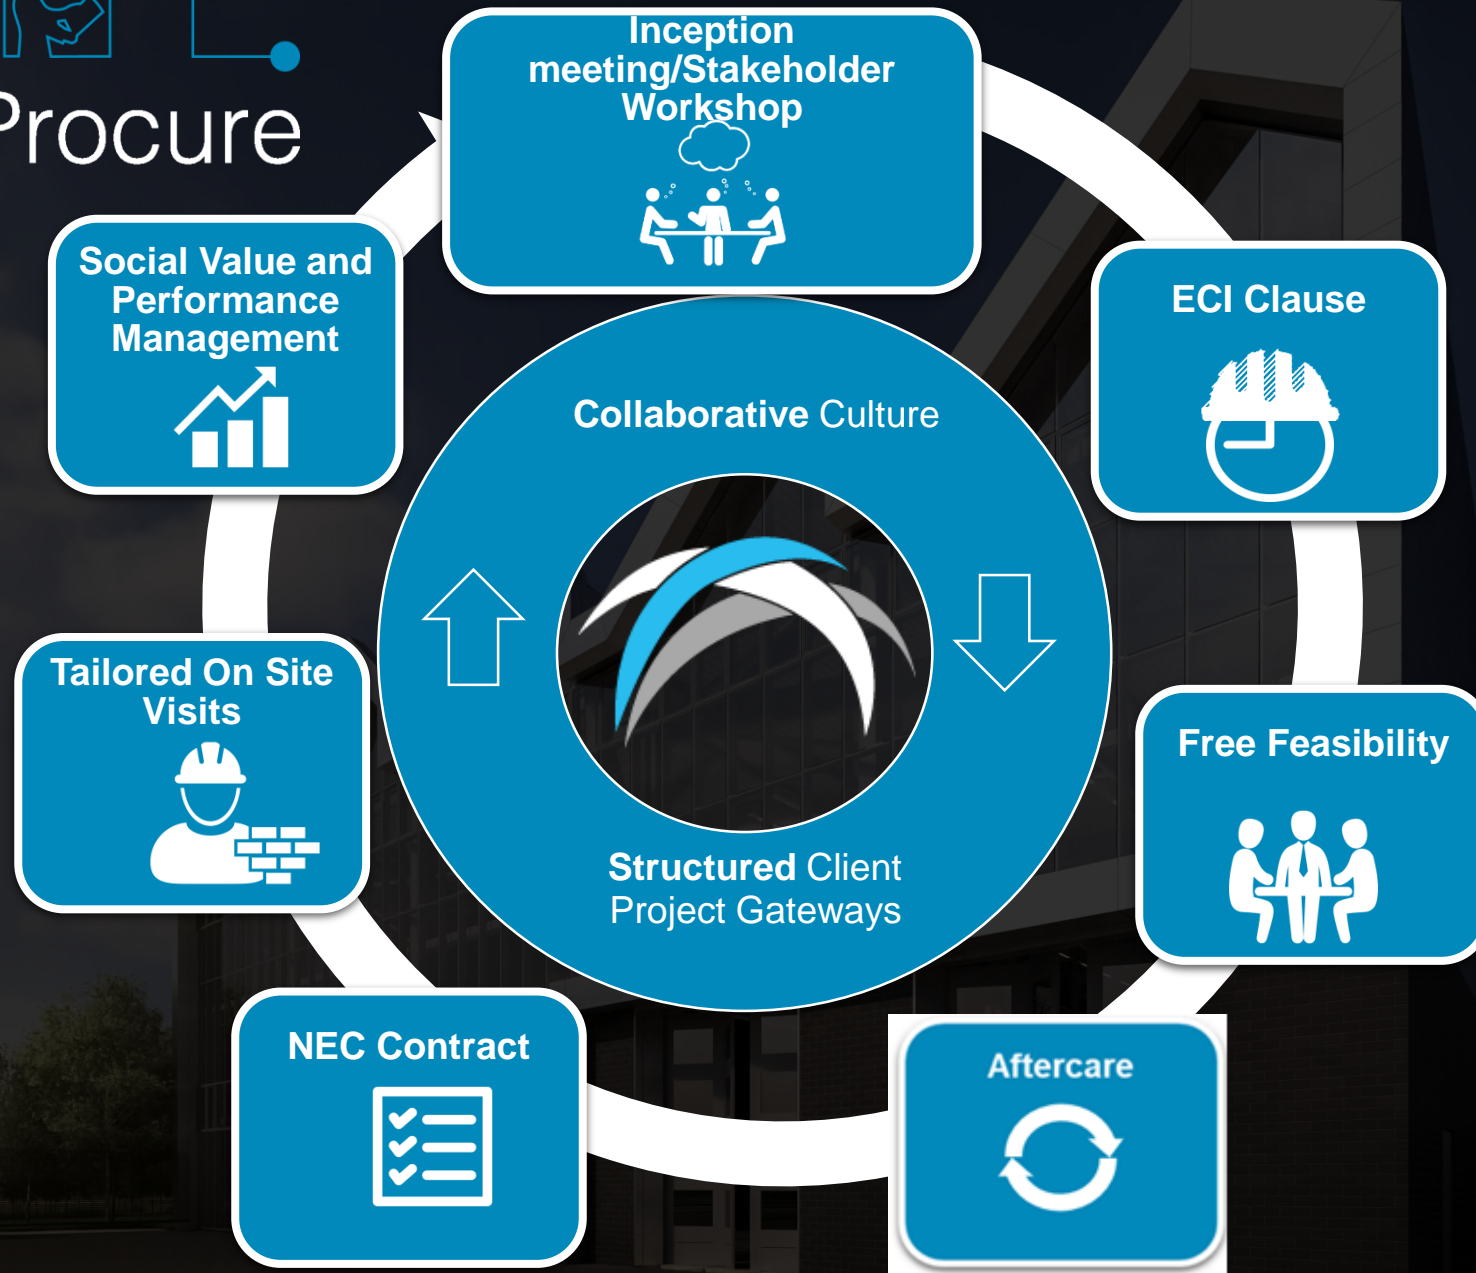 Procure
Inception
meeting/Stakeholder
Workshop
ECI Clause
Free Feasibility
Aftercare
NEC Contract
Tailored On Site
Visits
Social Value and
Performance
Management
Collaborative Culture
Structured Client
Project Gateways